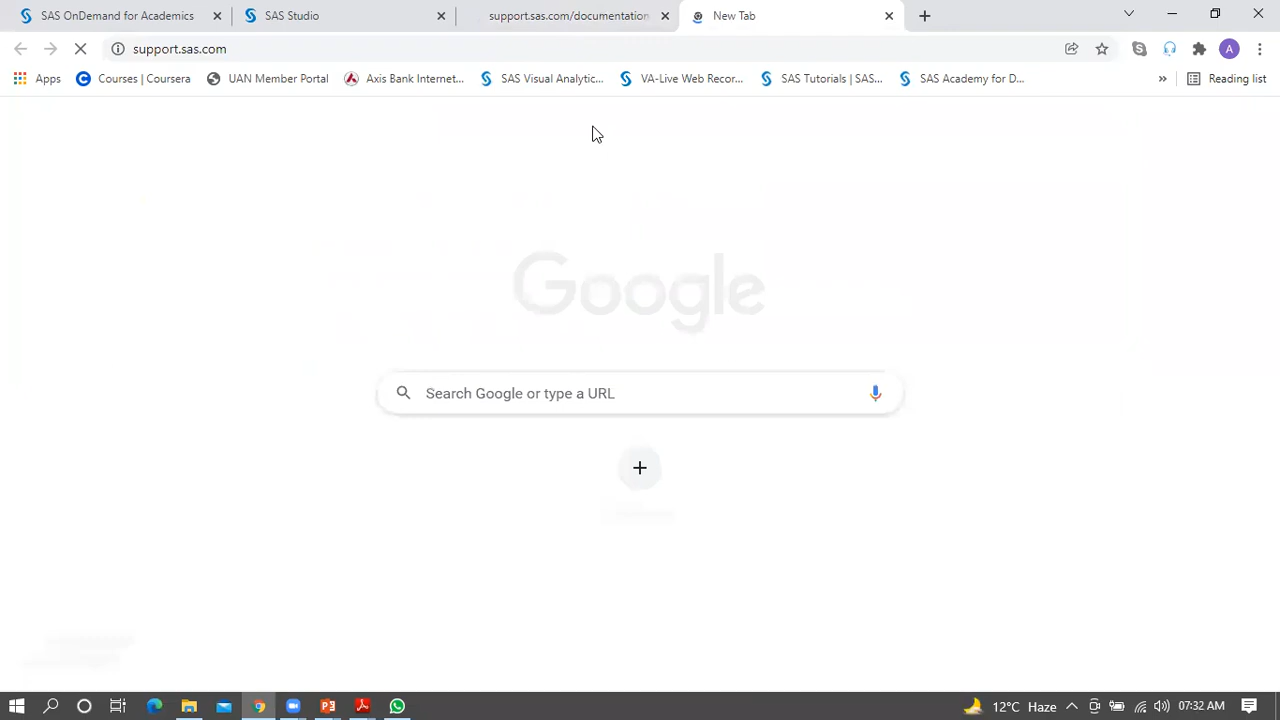 SAS OnDemand for Academics
SAS Studio
support.sas.com/documentation
New Tab
support.sas.com
A
Apps
Courses | Coursera
UAN Member Portal
Axis Bank Internet...
SAS Visual Analytic...
VA-Live Web Recor...
SAS Tutorials | SAS...
SAS Academy for D...
»
Reading list
Google
Search Google or type a URL
12°C Haze
07:32 AM